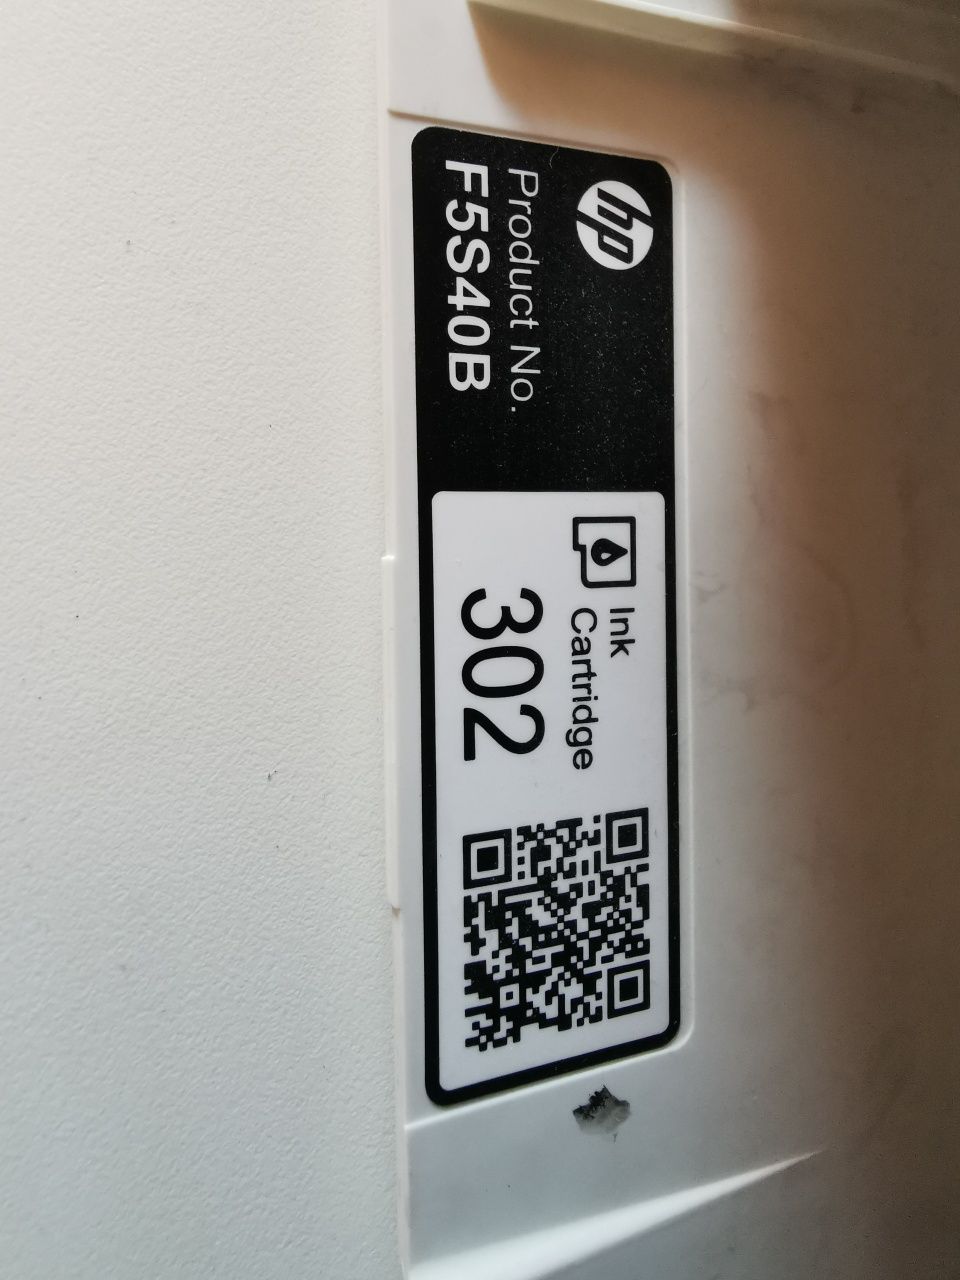 hp
Product No.
F5S40B
Ink
Cartridge
302